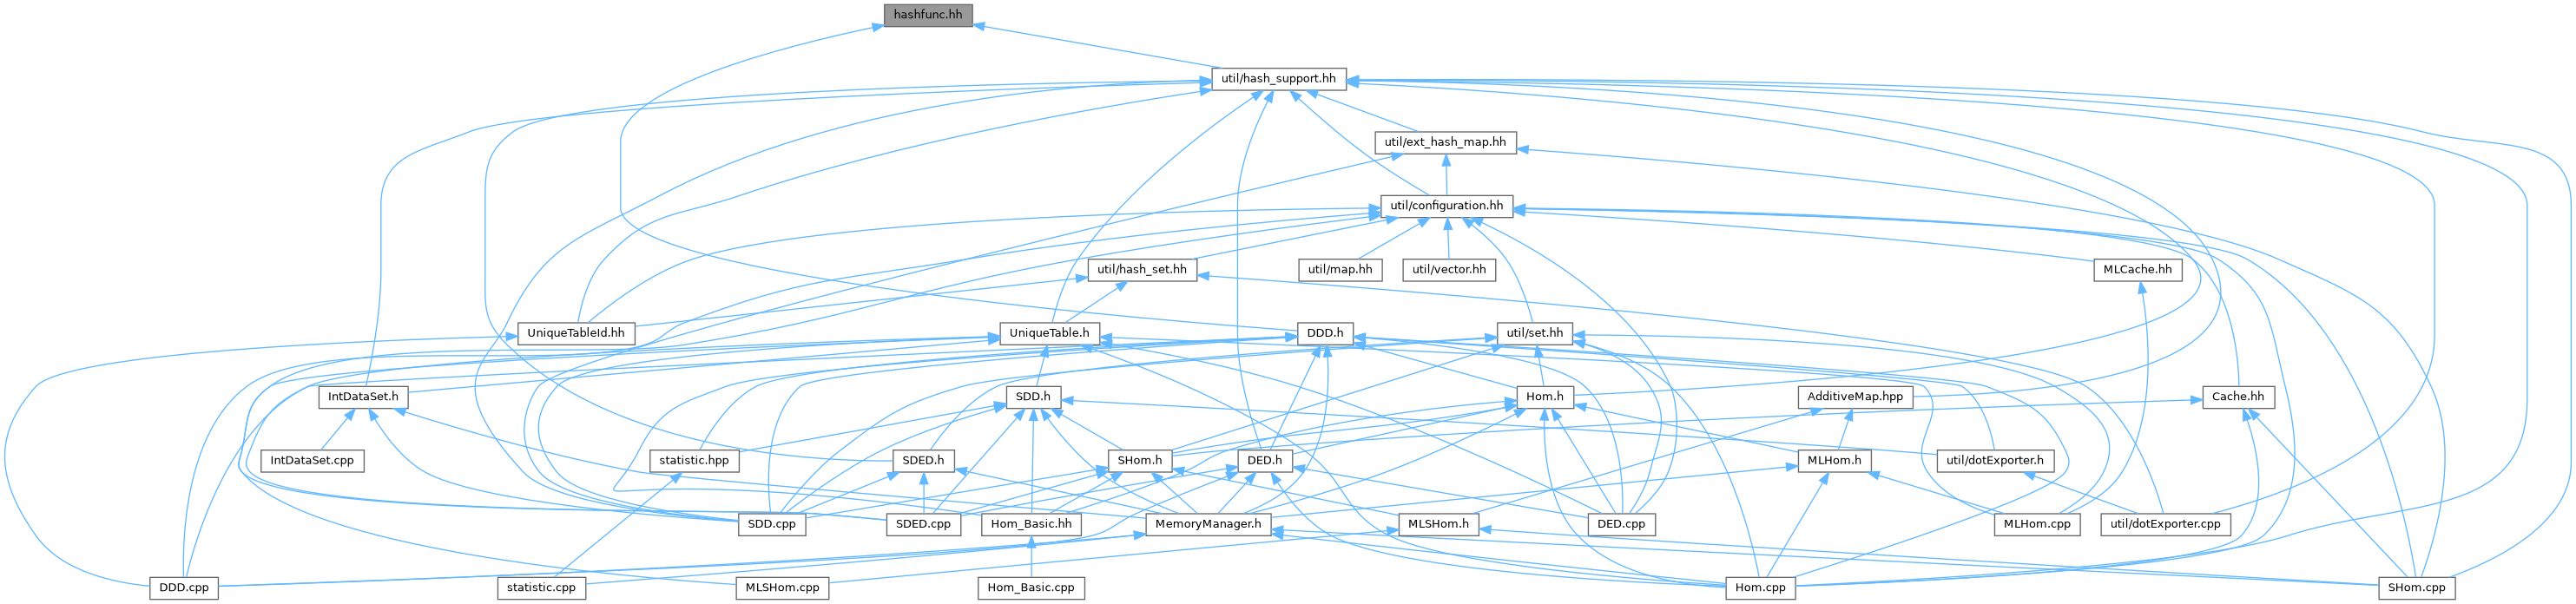 hashfunc.hh
util/hash_support.hh
util/ext_hash_map.hh
util/configuration.hh
util/hash_set.hh
util/map.hh
util/vector.hh
MLCache.hh
UniqueTableId.hh
UniqueTable.h
DDD.h
util/set.hh
IntDataSet.h
SDD.h
Hom.h
AdditiveMap.hpp
Cache.hh
IntDataSet.cpp
statistic.hpp
SDED.h
SHom.h
DED.h
MLHom.h
util/dotExporter.h
SDD.cpp
SDED.cpp
Hom_Basic.hh
MemoryManager.h
MLSHom.h
DED.cpp
MLHom.cpp
util/dotExporter.cpp
DDD.cpp
statistic.cpp
MLSHom.cpp
Hom_Basic.cpp
Hom.cpp
SHom.cpp